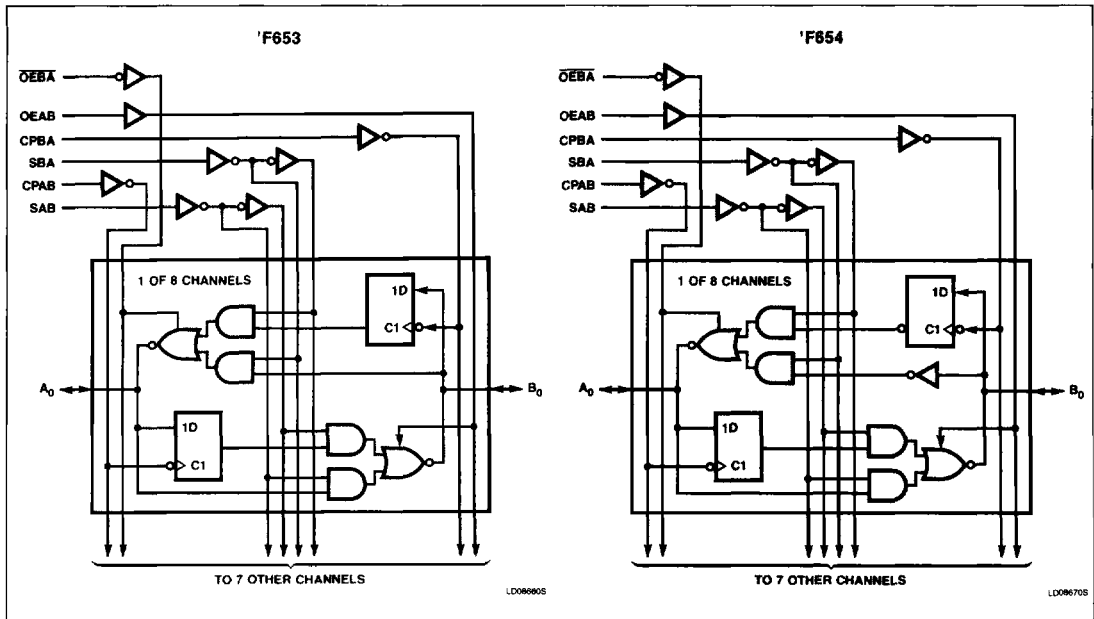 'F653
OEBA
OEAB
CPBA
SBA
CPAB
SAB
1 OF 8 CHANNELS
1D
C1
A0
B0
1D
C1
TO 7 OTHER CHANNELS
LD08660S
'F654
OEBA
OEAB
CPBA
SBA
CPAB
SAB
1 OF 8 CHANNELS
1D
C1
A0
B0
1D
C1
TO 7 OTHER CHANNELS
LD08670S